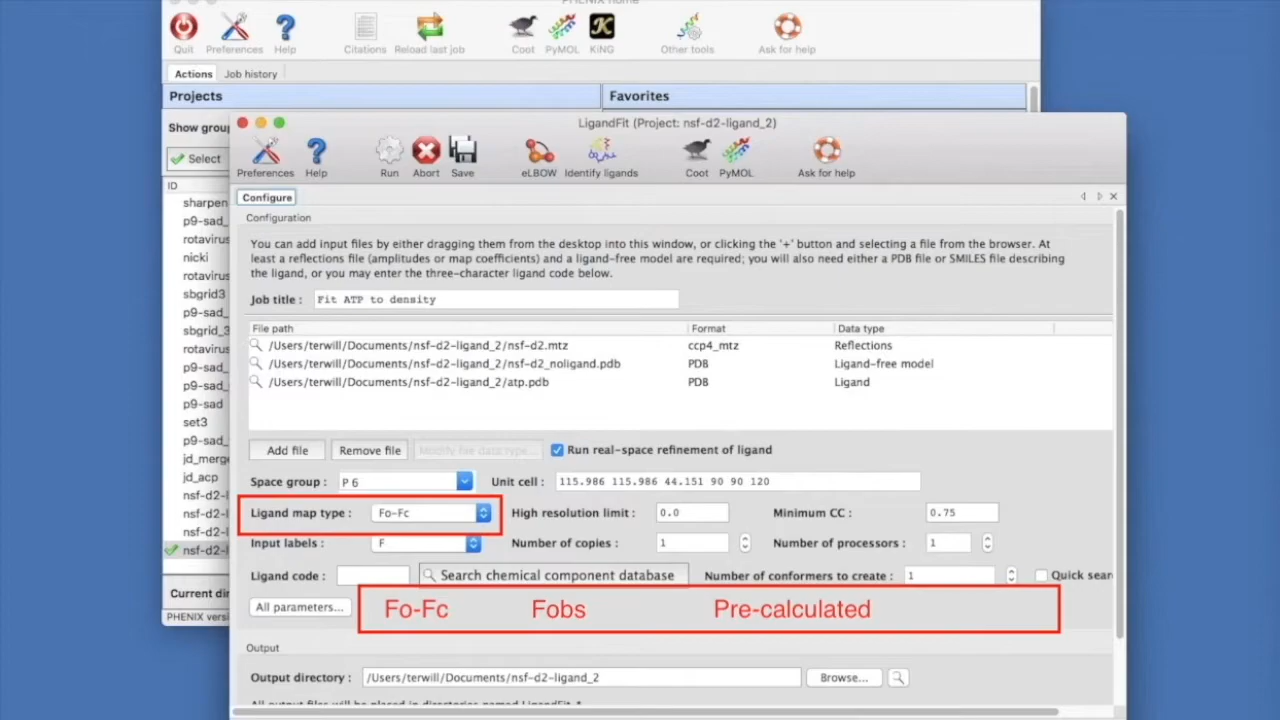 PHENIX home
Quit Preferences Help Citations Reload last job Coot PyMOL KiNG Other tools Ask for help
Actions Job history
Projects Favorites
Show group
Select
ID
sharpen
p9-sad_
rotavirus
nicki
rotavirus
sbgrid3
p9-sad_
sbgrid_3
rotavirus
p9-sad_
p9-sad_
p9-sad
set3
p9-sad_
jd_merge
jd_acp
nsf-d2-l
nsf-d2-l
nsf-d2-l
nsf-d2-l
Current dir
PHENIX versi
LigandFit (Project: nsf-d2-ligand_2)
Preferences Help Run Abort Save eLBOW Identify ligands Coot PyMOL Ask for help
Configure
Configuration
You can add input files by either dragging them from the desktop into this window, or clicking the '+' button and selecting a file from the browser. At
least a reflections file (amplitudes or map coefficients) and a ligand-free model are required; you will also need either a PDB file or SMILES file describing
the ligand, or you may enter the three-character ligand code below.
Job title : Fit ATP to density
File path Format Data type
/Users/terwill/Documents/nsf-d2-ligand_2/nsf-d2.mtz ccp4_mtz Reflections
/Users/terwill/Documents/nsf-d2-ligand_2/nsf-d2_noligand.pdb PDB Ligand-free model
/Users/terwill/Documents/nsf-d2-ligand_2/atp.pdb PDB Ligand
Add file Remove file Modify file data type... Run real-space refinement of ligand
Space group : P 6 Unit cell : 115.986 115.986 44.151 90 90 120
Ligand map type : Fo-Fc High resolution limit : 0.0 Minimum CC : 0.75
Input labels : F Number of copies : 1 Number of processors : 1
Ligand code : Search chemical component database Number of conformers to create : 1 Quick sear
All parameters... Fo-Fc Fobs Pre-calculated
Output
Output directory : /Users/terwill/Documents/nsf-d2-ligand_2 Browse...
All output files will be placed in directories named LigandFit_*